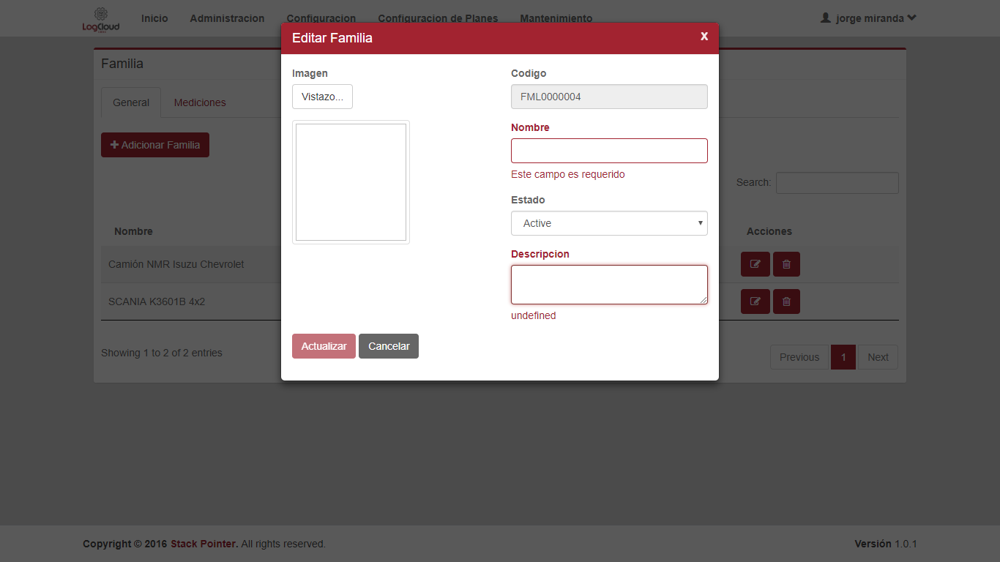 LogCloud
Inicio Administracion Configuracion Configuracion de Planes Mantenimiento jorge miranda
Editar Familia X
Familia
General Mediciones
Adicionar Familia
Search:
Nombre Acciones
Camión NMR Isuzu Chevrolet
SCANIA K3601B 4x2
Showing 1 to 2 of 2 entries
Previous 1 Next
Imagen
Vistazo...
Codigo
FML0000004
Nombre
Este campo es requerido
Estado
Active
Descripcion
undefined
Actualizar Cancelar
Copyright © 2016 Stack Pointer. All rights reserved. Versión 1.0.1